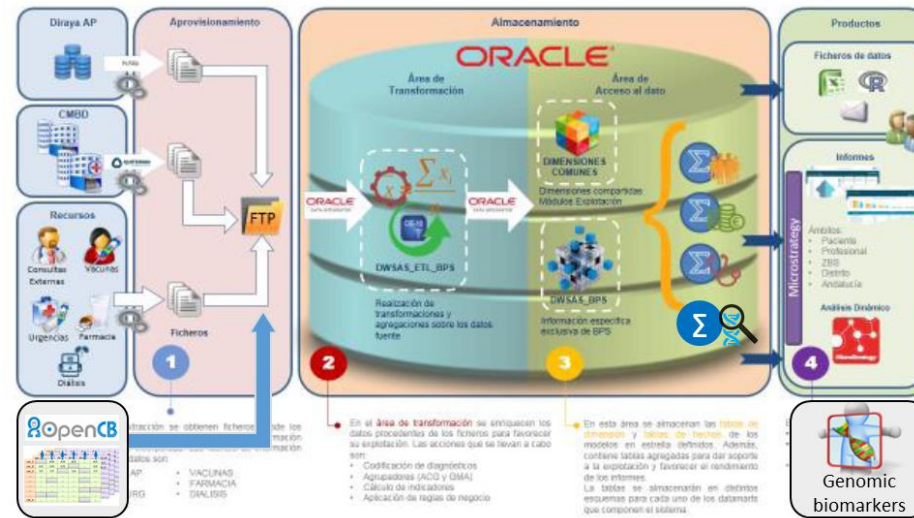 Diraya AP
Aprovisionamiento
Almacenamiento
Productos
ORACLE
Ficheros de datos
Área de
Transformación
Área de
Acceso al dato
CMBD
DIMENSIONES
COMUNES
Dimensiones compartidas
Módulos Explotación
Informes
Recursos
FTP
ORACLE
ORACLE
Microstrategy
Ámbitos:
• Paciente
• Profesional
• ZBS
• Distrito
• Andalucía
Consultas
Externas
Vacunas
DWSAS_ETL_BPS
DWSAS_BPS
Realización de
transformaciones y
agregaciones sobre los datos
fuente
Información específica
exclusiva de BPS
Análisis Dinámico
Urgencias
Farmacia
Ficheros
Diálisis
1
2
3
4
OpenCB
se obtienen ficheros
AP
• VACUNAS
• FARMACIA
URG
• DIALISIS
En el área de transformación se enriquecen los
datos procedentes de los ficheros para favorecer
su explotación. Las acciones que se llevan a cabo
son:
• Codificación de diagnósticos
• Agrupadores (ACG y GMA)
• Cálculo de indicadores
• Aplicación de reglas de negocio
En esta área se almacenan las tablas de
dimensión y tablas de hechos de los
modelos en estrella definidos. Además,
contiene tablas agregadas para dar soporte
a la explotación y favorecer el rendimiento
de los informes.
La tablas se almacenarán en distintos
esquemas para cada uno de los datamarts
que componen el sistema.
Genomic
biomarkers